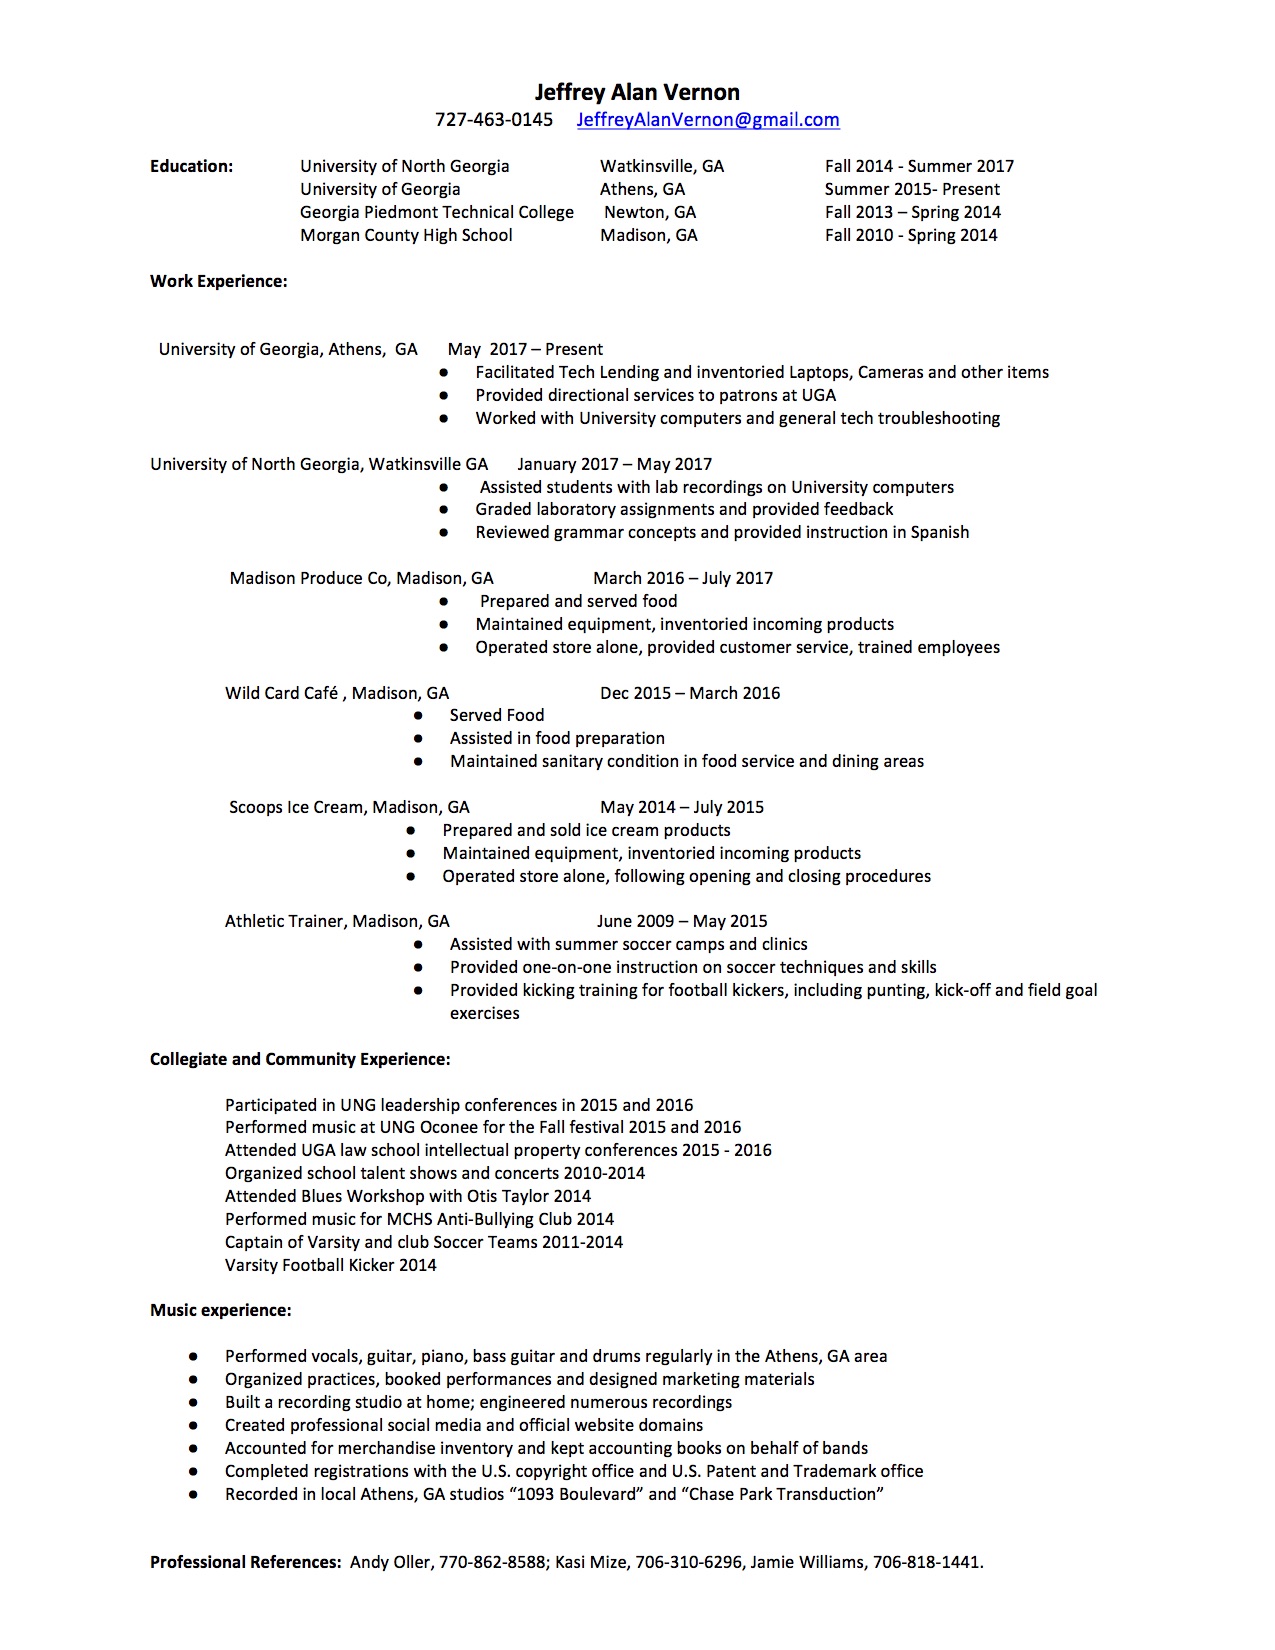 Jeffrey Alan Vernon
727-463-0145 JeffreyAlanVernon@gmail.com
Education: University of North Georgia Watkinsville, GA Fall 2014 - Summer 2017
University of Georgia Athens, GA Summer 2015- Present
Georgia Piedmont Technical College Newton, GA Fall 2013 – Spring 2014
Morgan County High School Madison, GA Fall 2010 - Spring 2014
Work Experience:
University of Georgia, Athens, GA May 2017 – Present
● Facilitated Tech Lending and inventoried Laptops, Cameras and other items
● Provided directional services to patrons at UGA
● Worked with University computers and general tech troubleshooting
University of North Georgia, Watkinsville GA January 2017 – May 2017
● Assisted students with lab recordings on University computers
● Graded laboratory assignments and provided feedback
● Reviewed grammar concepts and provided instruction in Spanish
Madison Produce Co, Madison, GA March 2016 – July 2017
● Prepared and served food
● Maintained equipment, inventoried incoming products
● Operated store alone, provided customer service, trained employees
Wild Card Café , Madison, GA Dec 2015 – March 2016
● Served Food
● Assisted in food preparation
● Maintained sanitary condition in food service and dining areas
Scoops Ice Cream, Madison, GA May 2014 – July 2015
● Prepared and sold ice cream products
● Maintained equipment, inventoried incoming products
● Operated store alone, following opening and closing procedures
Athletic Trainer, Madison, GA June 2009 – May 2015
● Assisted with summer soccer camps and clinics
● Provided one-on-one instruction on soccer techniques and skills
● Provided kicking training for football kickers, including punting, kick-off and field goal
exercises
Collegiate and Community Experience:
Participated in UNG leadership conferences in 2015 and 2016
Performed music at UNG Oconee for the Fall festival 2015 and 2016
Attended UGA law school intellectual property conferences 2015 - 2016
Organized school talent shows and concerts 2010-2014
Attended Blues Workshop with Otis Taylor 2014
Performed music for MCHS Anti-Bullying Club 2014
Captain of Varsity and club Soccer Teams 2011-2014
Varsity Football Kicker 2014
Music experience:
● Performed vocals, guitar, piano, bass guitar and drums regularly in the Athens, GA area
● Organized practices, booked performances and designed marketing materials
● Built a recording studio at home; engineered numerous recordings
● Created professional social media and official website domains
● Accounted for merchandise inventory and kept accounting books on behalf of bands
● Completed registrations with the U.S. copyright office and U.S. Patent and Trademark office
● Recorded in local Athens, GA studios “1093 Boulevard” and “Chase Park Transduction”
Professional References: Andy Oller, 770-862-8588; Kasi Mize, 706-310-6296, Jamie Williams, 706-818-1441.